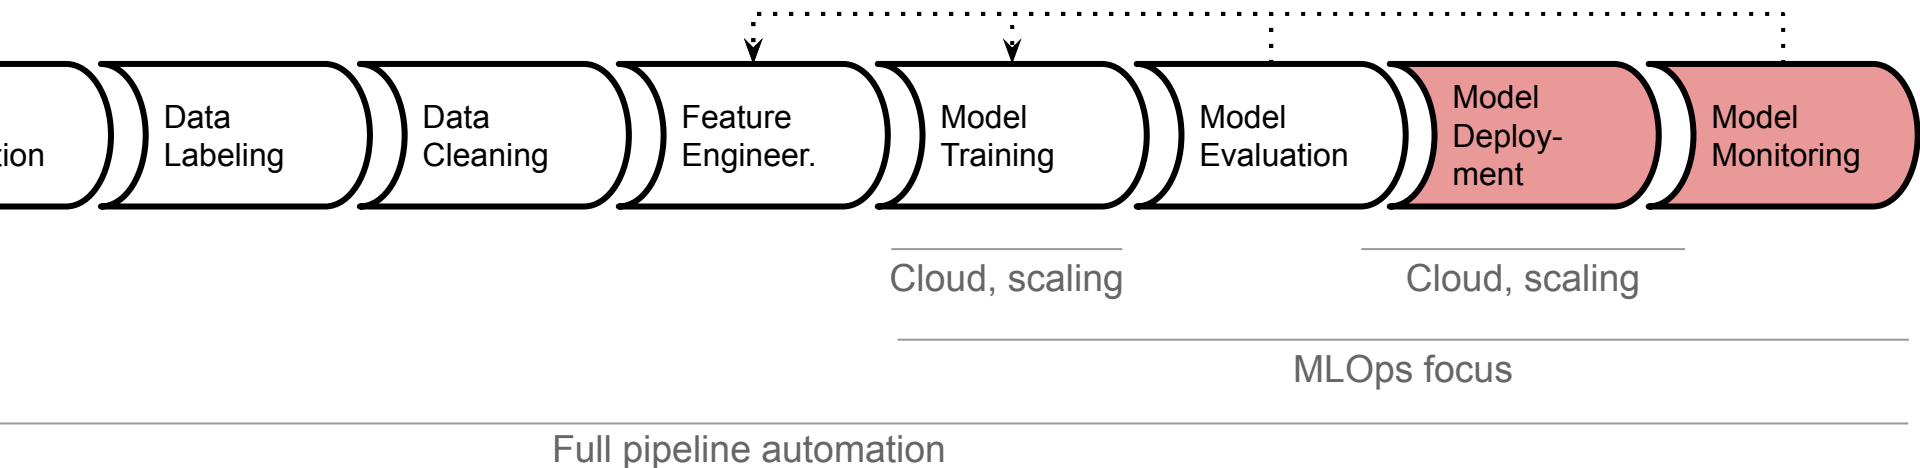 tion
Data
Labeling
Data
Cleaning
Feature
Engineer.
Model
Training
Model
Evaluation
Model
Deploy-
ment
Model
Monitoring
Cloud, scaling
Cloud, scaling
MLOps focus
Full pipeline automation